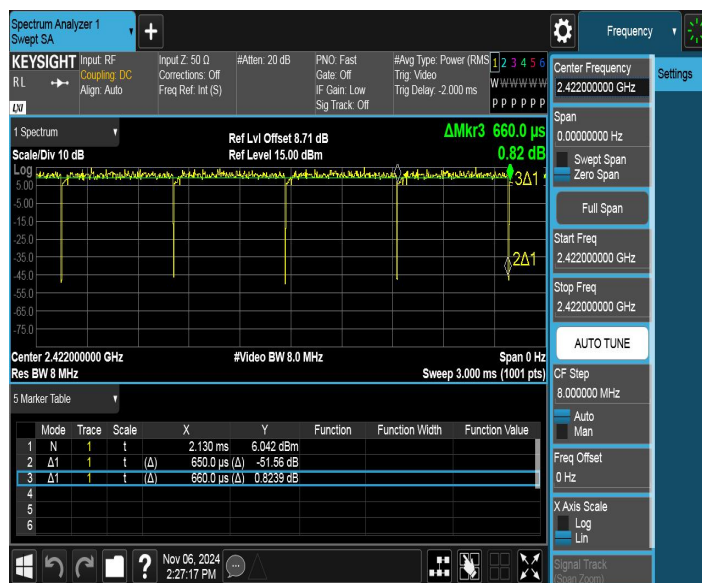 Spectrum Analyzer 1
Swept SA
+
Frequency
KEYSIGHT
RL
LXI
Input: RF
Coupling: DC
Align: Auto
Input Z: 50 Ω
Corrections: Off
Freq Ref: Int (S)
#Atten: 20 dB
PNO: Fast
Gate: Off
IF Gain: Low
Sig Track: Off
#Avg Type: Power (RMS
Trig: Video
Trig Delay: -2.000 ms
1 2 3 4 5 6
W W W W W W
P P P P P P
1 Spectrum
Scale/Div 10 dB
Log
Ref Lvl Offset 8.71 dB
Ref Level 15.00 dBm
ΔMkr3 660.0 µs
0.82 dB
5.00
-5.00
-15.0
-25.0
-35.0
-45.0
-55.0
-65.0
-75.0
3Δ1
2Δ1
Center 2.422000000 GHz
#Video BW 8.0 MHz
Span 0 Hz
Res BW 8 MHz
Sweep 3.000 ms (1001 pts)
5 Marker Table
Mode Trace Scale X Y Function Function Width Function Value
1 N 1 t 2.130 ms 6.042 dBm
2 Δ1 1 t (Δ) 650.0 µs (Δ) -51.56 dB
3 Δ1 1 t (Δ) 660.0 µs (Δ) 0.8239 dB
4
5
6
Nov 06, 2024
2:27:17 PM
?
Center Frequency
2.422000000 GHz
Settings
Span
0.00000000 Hz
Swept Span
Zero Span
Full Span
Start Freq
2.422000000 GHz
Stop Freq
2.422000000 GHz
AUTO TUNE
CF Step
8.000000 MHz
Auto
Man
Freq Offset
0 Hz
X Axis Scale
Log
Lin
Signal Track
(Span Zoom)